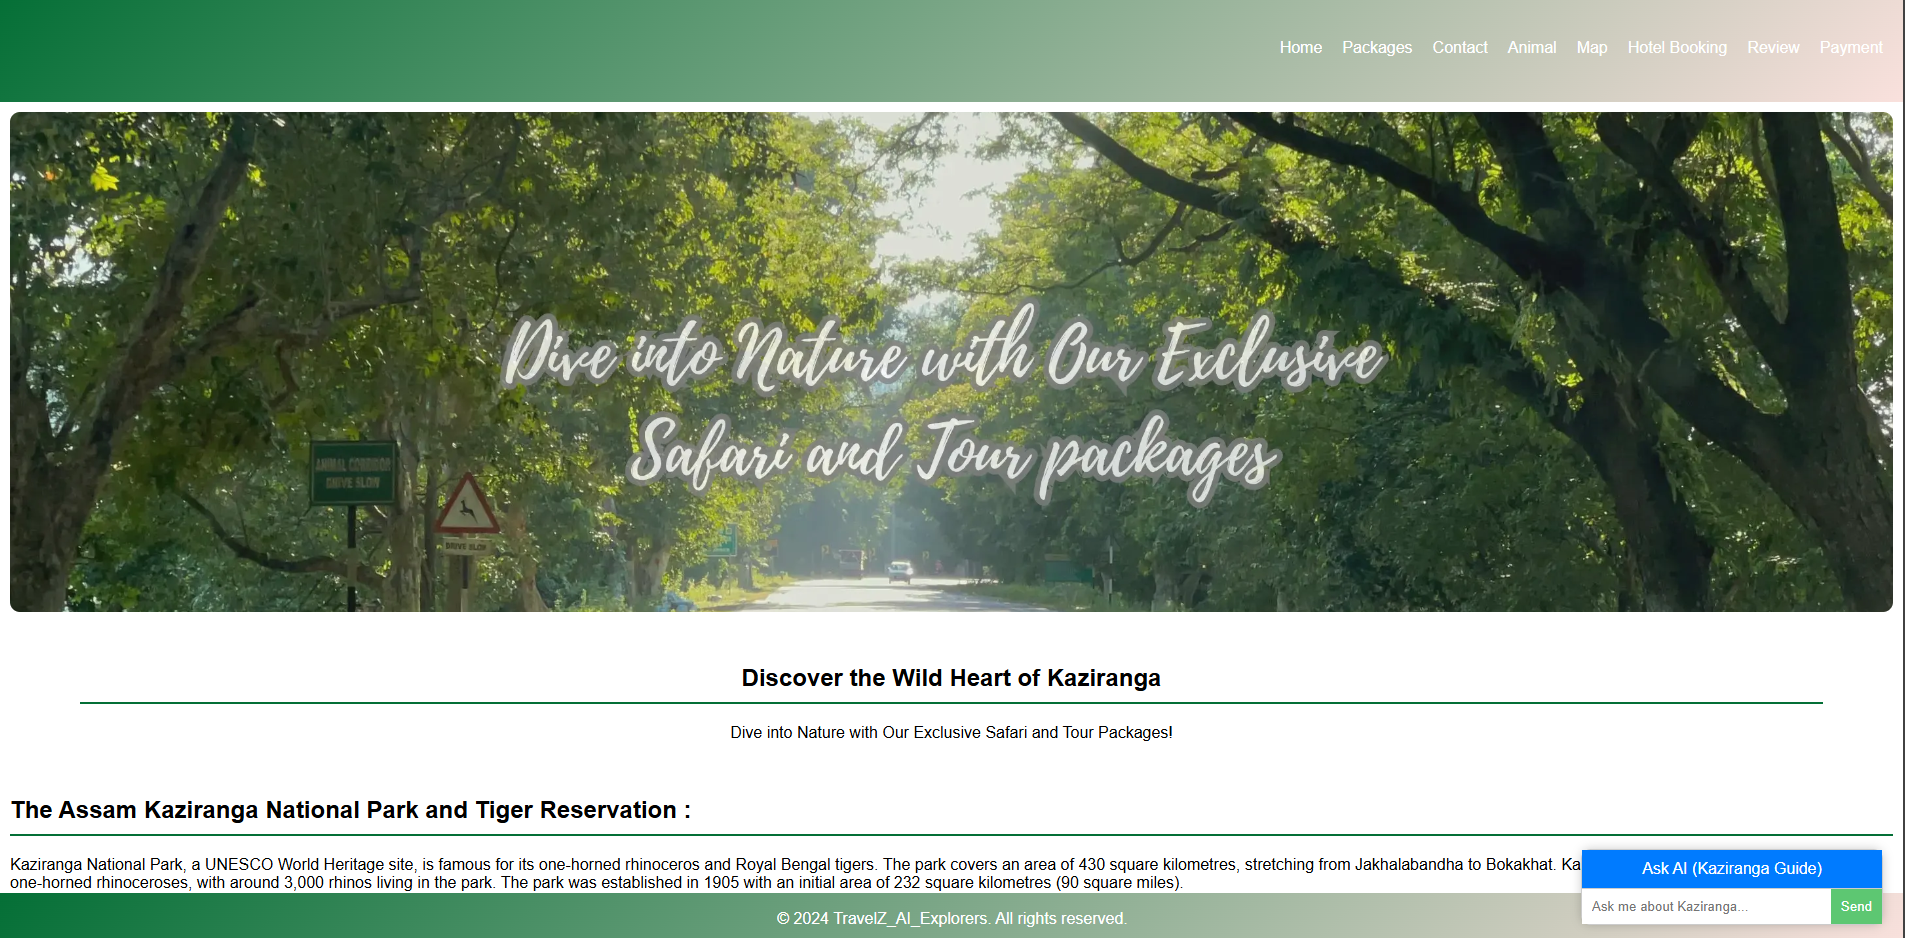 Home Packages Contact Animal Map Hotel Booking Review Payment
Dive into Nature with Our Exclusive
Safari and Tour packages
ANIMAL CORRIDOR
DRIVE SLOW
DRIVE SLOW
Discover the Wild Heart of Kaziranga
Dive into Nature with Our Exclusive Safari and Tour Packages!
The Assam Kaziranga National Park and Tiger Reservation :
Kaziranga National Park, a UNESCO World Heritage site, is famous for its one-horned rhinoceros and Royal Bengal tigers. The park covers an area of 430 square kilometres, stretching from Jakhalabandha to Bokakhat. Ka
one-horned rhinoceroses, with around 3,000 rhinos living in the park. The park was established in 1905 with an initial area of 232 square kilometres (90 square miles).
Ask AI (Kaziranga Guide)
Ask me about Kaziranga... Send
© 2024 TravelZ_AI_Explorers. All rights reserved.